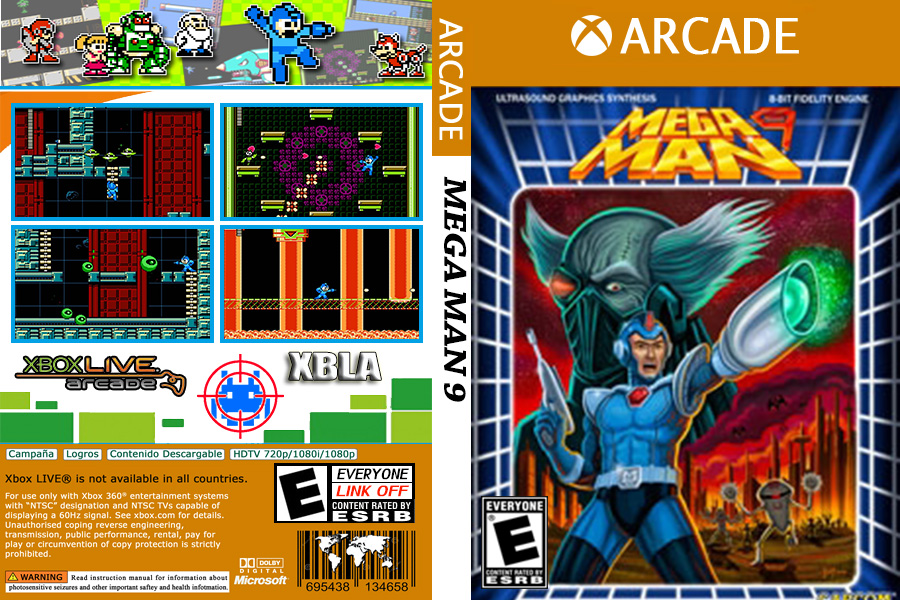 XBOX LIVE.
arcade
XBLA
Campaña Logros Contenido Descargable HDTV 720p/1080i/1080p
Xbox LIVE® is not available in all countries.
For use only with Xbox 360® entertainment systems
with “NTSC” designation and NTSC TVs capable of
displaying a 60Hz signal. See xbox.com for details.
Unauthorised coping reverse engineering,
transmission, public performance, rental, pay for
play or circumvention of copy protection is strictly
prohibited.
WARNING Read instruction manual for information about
photosensitive seizures and other important saftey and health infotmation.
E
EVERYONE
LINK OFF
CONTENT RATED BY
ESRB
DOLBY
DIGITAL
Microsoft
695438 134658
ARCADE
MEGA MAN 9
ARCADE
ULTRASOUND GRAPHICS SYNTHESIS
8-BIT FIDELITY ENGINE
MEGA
MAN 9
EVERYONE
E
CONTENT RATED BY
ESRB
CAPCOM